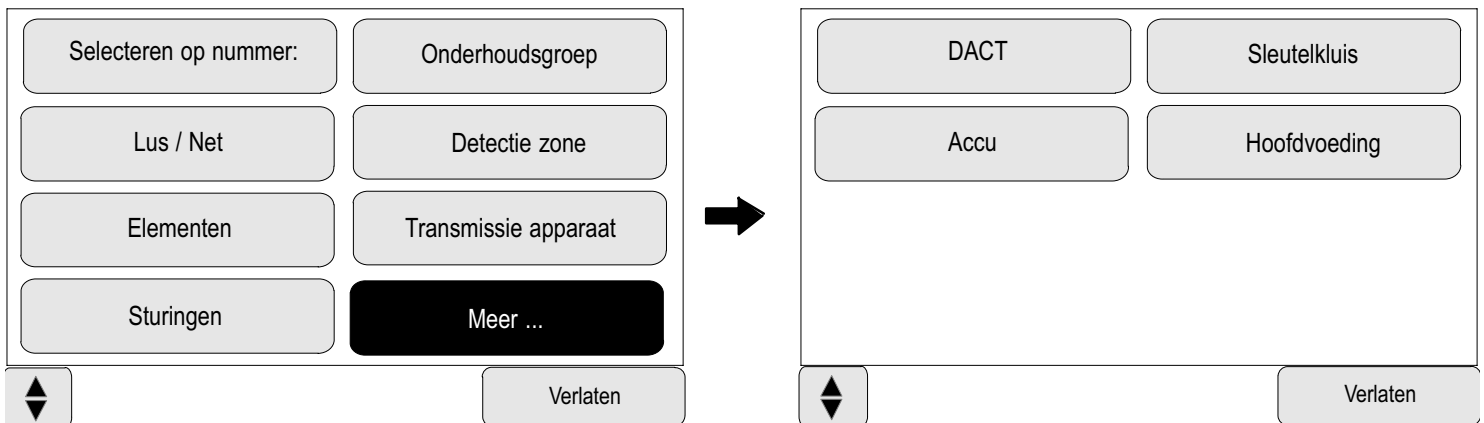 Selecteren op nummer:
Onderhoudsgroep
Lus / Net
Detectie zone
Elementen
Transmissie apparaat
Sturingen
Meer ...
Verlaten
DACT
Sleutelkluis
Accu
Hoofdvoeding
Verlaten